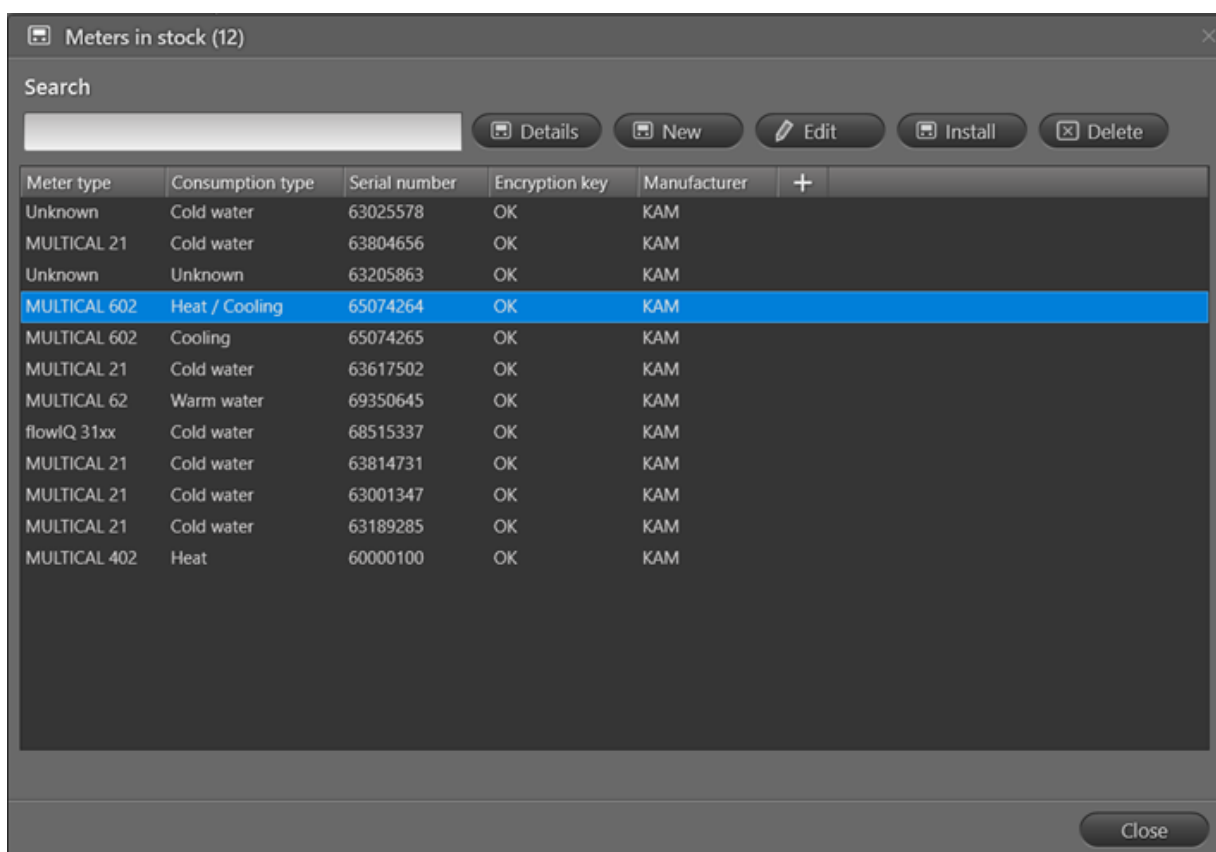 Meters in stock (12)
Search
Details New Edit Install Delete
Meter type Consumption type Serial number Encryption key Manufacturer +
Unknown Cold water 63025578 OK KAM
MULTICAL 21 Cold water 63804656 OK KAM
Unknown Unknown 63205863 OK KAM
MULTICAL 602 Heat / Cooling 65074264 OK KAM
MULTICAL 602 Cooling 65074265 OK KAM
MULTICAL 21 Cold water 63617502 OK KAM
MULTICAL 62 Warm water 69350645 OK KAM
flowIQ 31xx Cold water 68515337 OK KAM
MULTICAL 21 Cold water 63814731 OK KAM
MULTICAL 21 Cold water 63001347 OK KAM
MULTICAL 21 Cold water 63189285 OK KAM
MULTICAL 402 Heat 60000100 OK KAM
Close